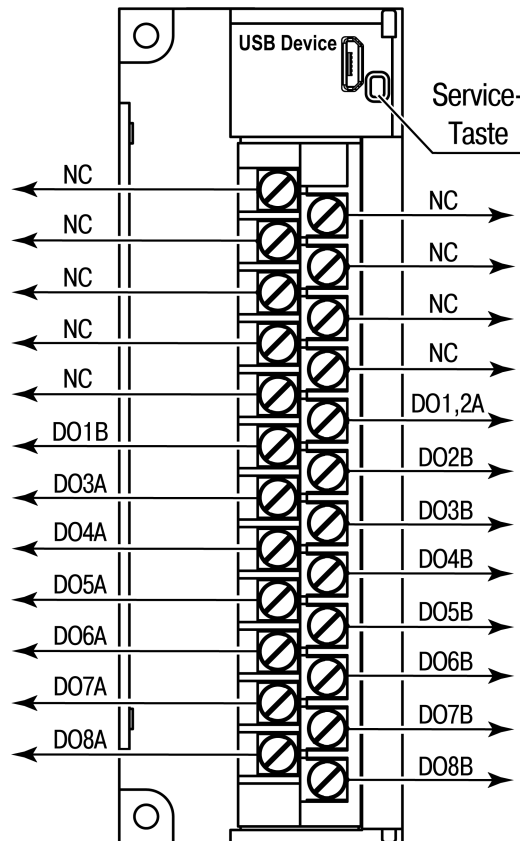 USB Device
Service-
Taste
NC
NC
NC
NC
NC
NC
NC
NC
NC
DO1,2A
DO1B
DO2B
DO3A
DO3B
DO4A
DO4B
DO5A
DO5B
DO6A
DO6B
DO7A
DO7B
DO8A
DO8B